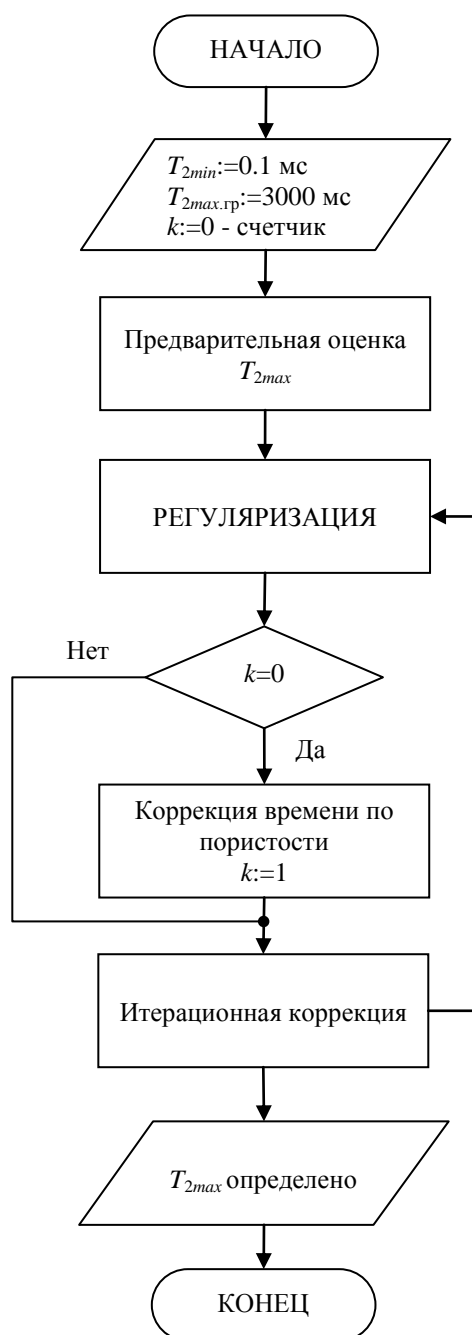 НАЧАЛО
T2min:=0.1 мс
T2max.гр:=3000 мс
k:=0 - счетчик
Предварительная оценка
T2max
РЕГУЛЯРИЗАЦИЯ
Нет
k=0
Да
Коррекция времени по
пористости
k:=1
Итерационная коррекция
T2max определено
КОНЕЦ